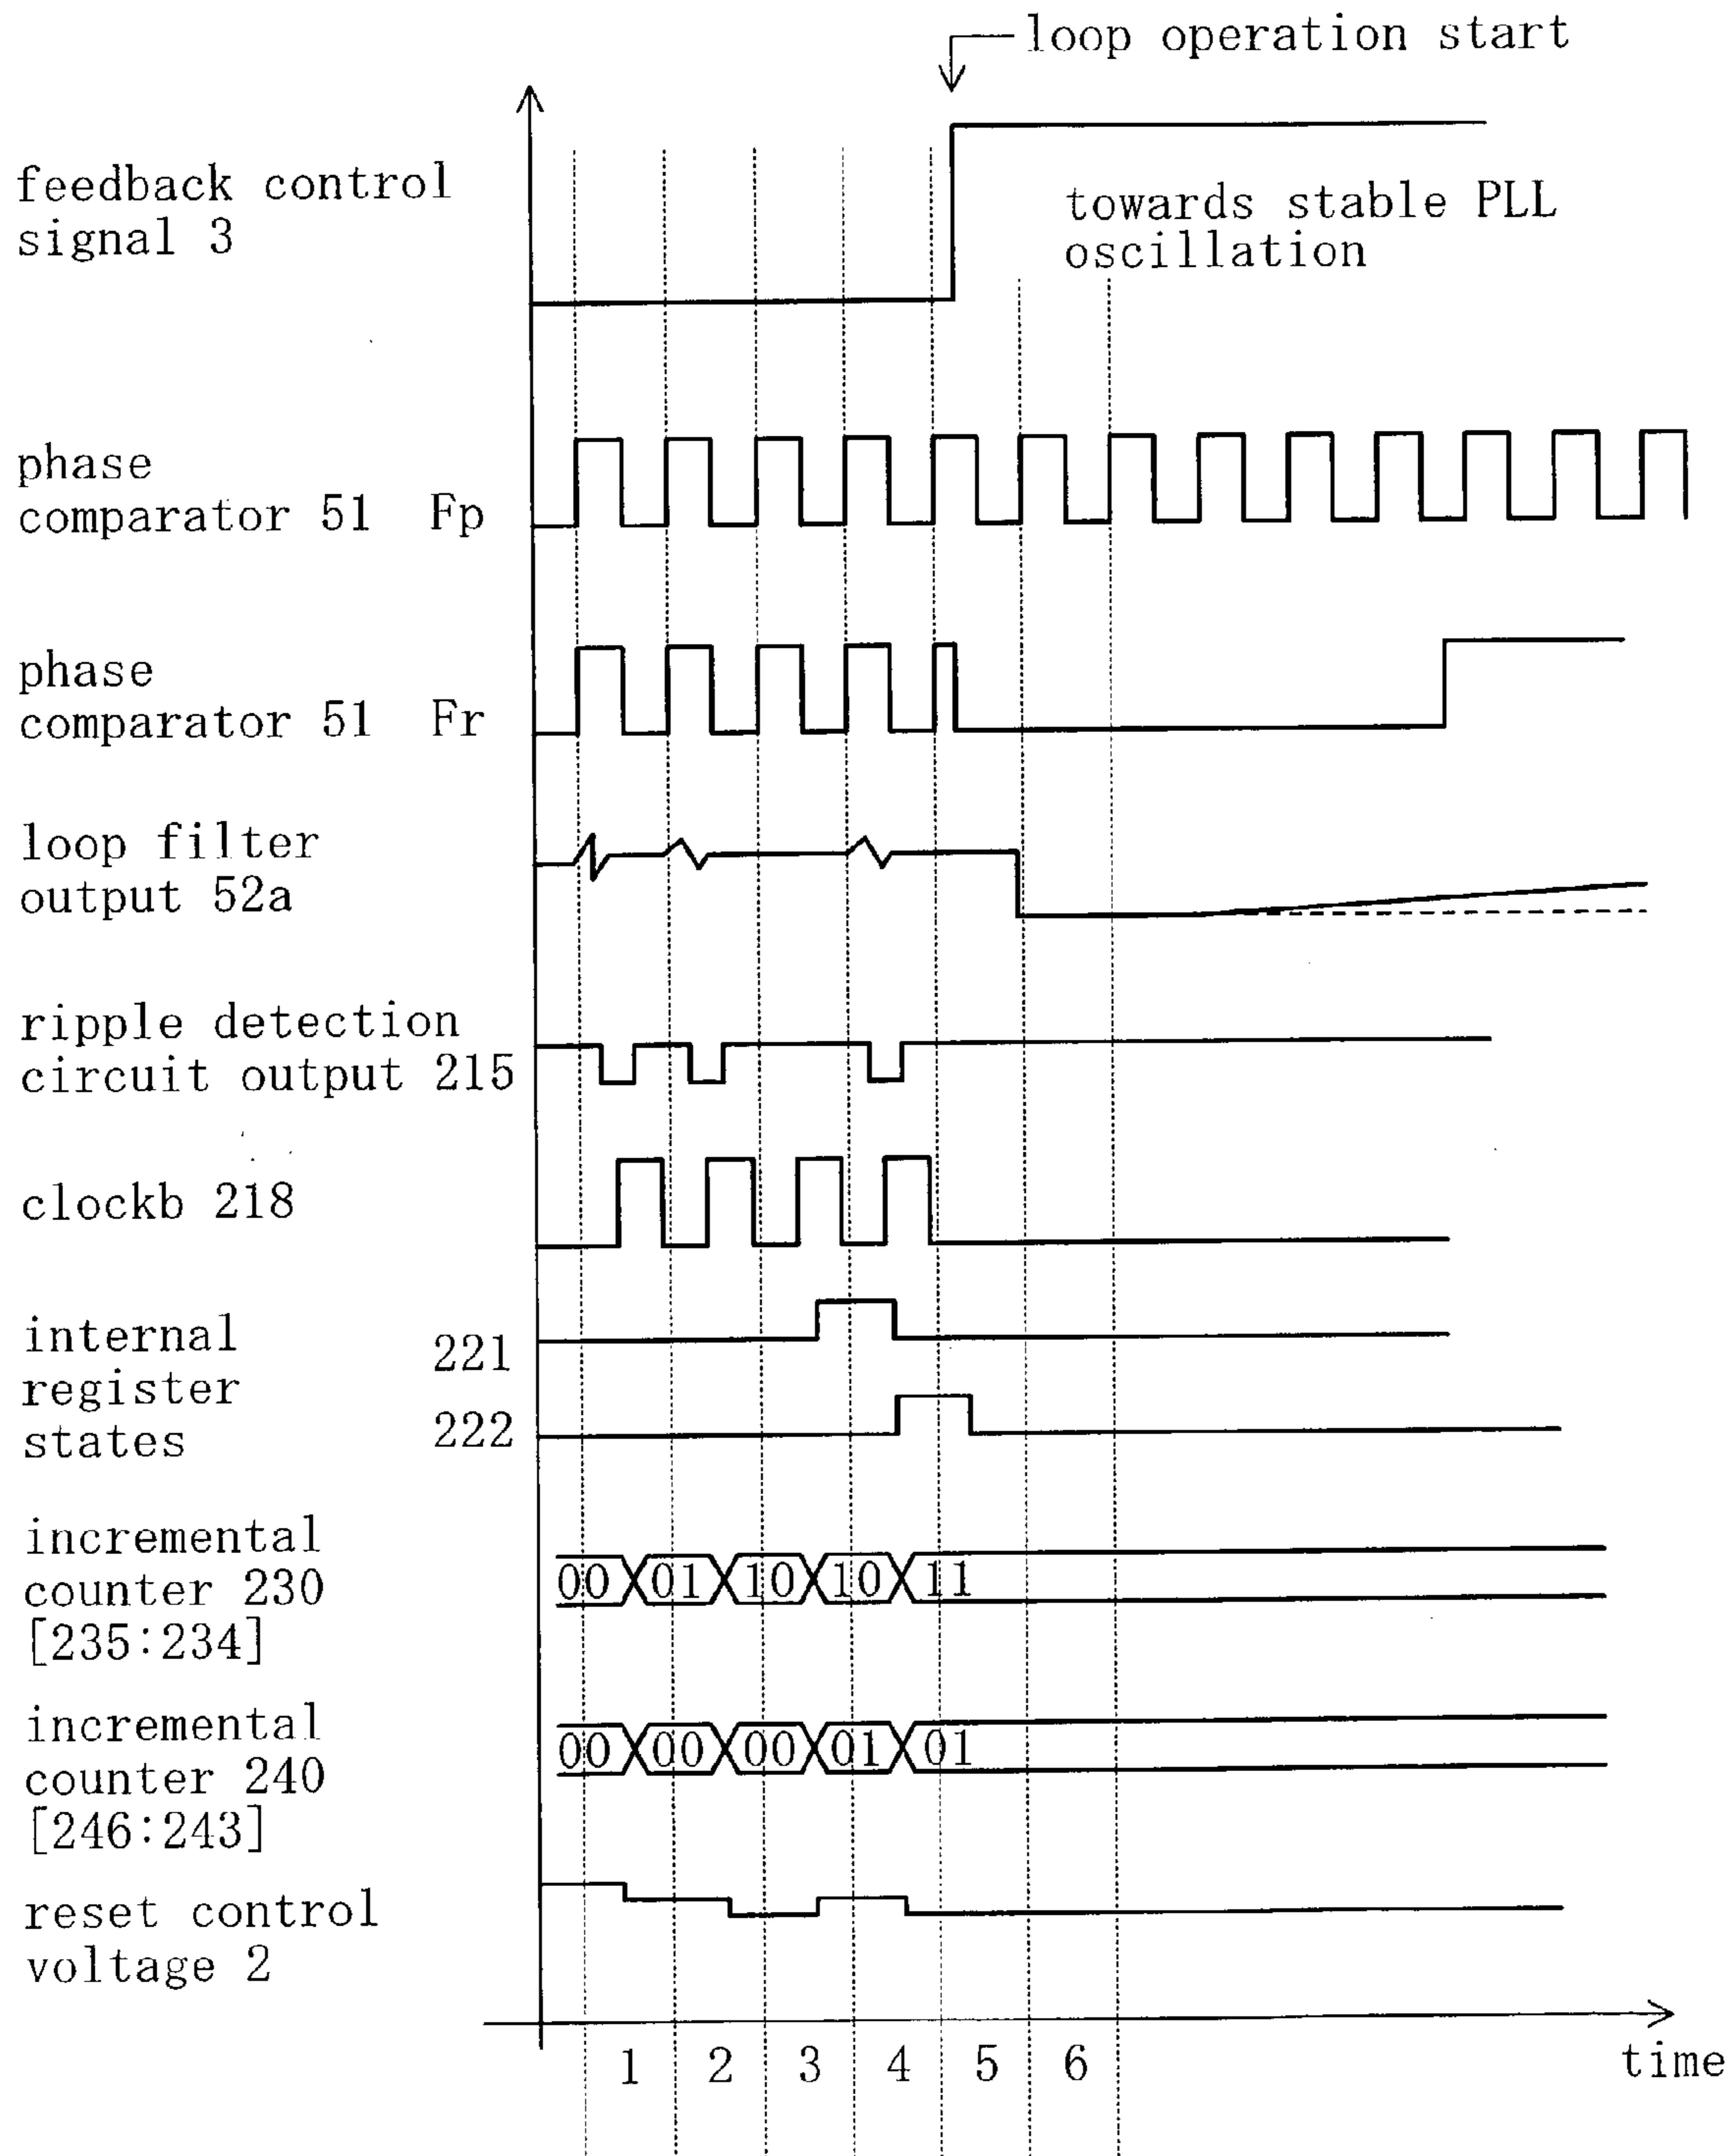 loop operation start
feedback control
signal 3
towards stable PLL
oscillation
phase
comparator 51 Fp
phase
comparator 51 Fr
loop filter
output 52a
ripple detection
circuit output 215
clockb 218
internal
register
states
221
222
incremental
counter 230
[235:234]
00 01 10 10 11
incremental
counter 240
[246:243]
00 00 00 01 01
reset control
voltage 2
1 2 3 4 5 6
time